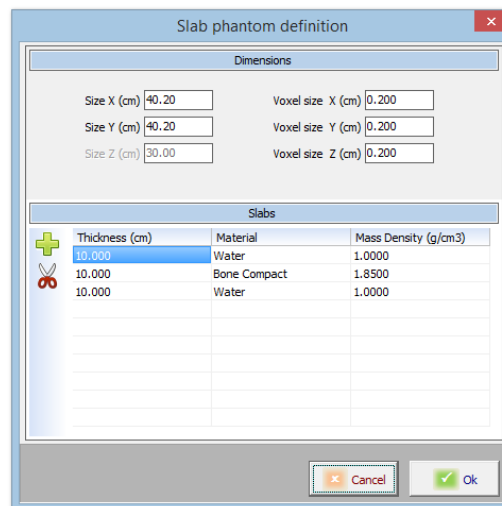 Slab phantom definition
x
Dimensions
Size X (cm) 40.20 Voxel size X (cm) 0.200
Size Y (cm) 40.20 Voxel size Y (cm) 0.200
Size Z (cm) 30.00 Voxel size Z (cm) 0.200
Slabs
Thickness (cm) Material Mass Density (g/cm3)
10.000 Water 1.0000
10.000 Bone Compact 1.8500
10.000 Water 1.0000
Cancel Ok